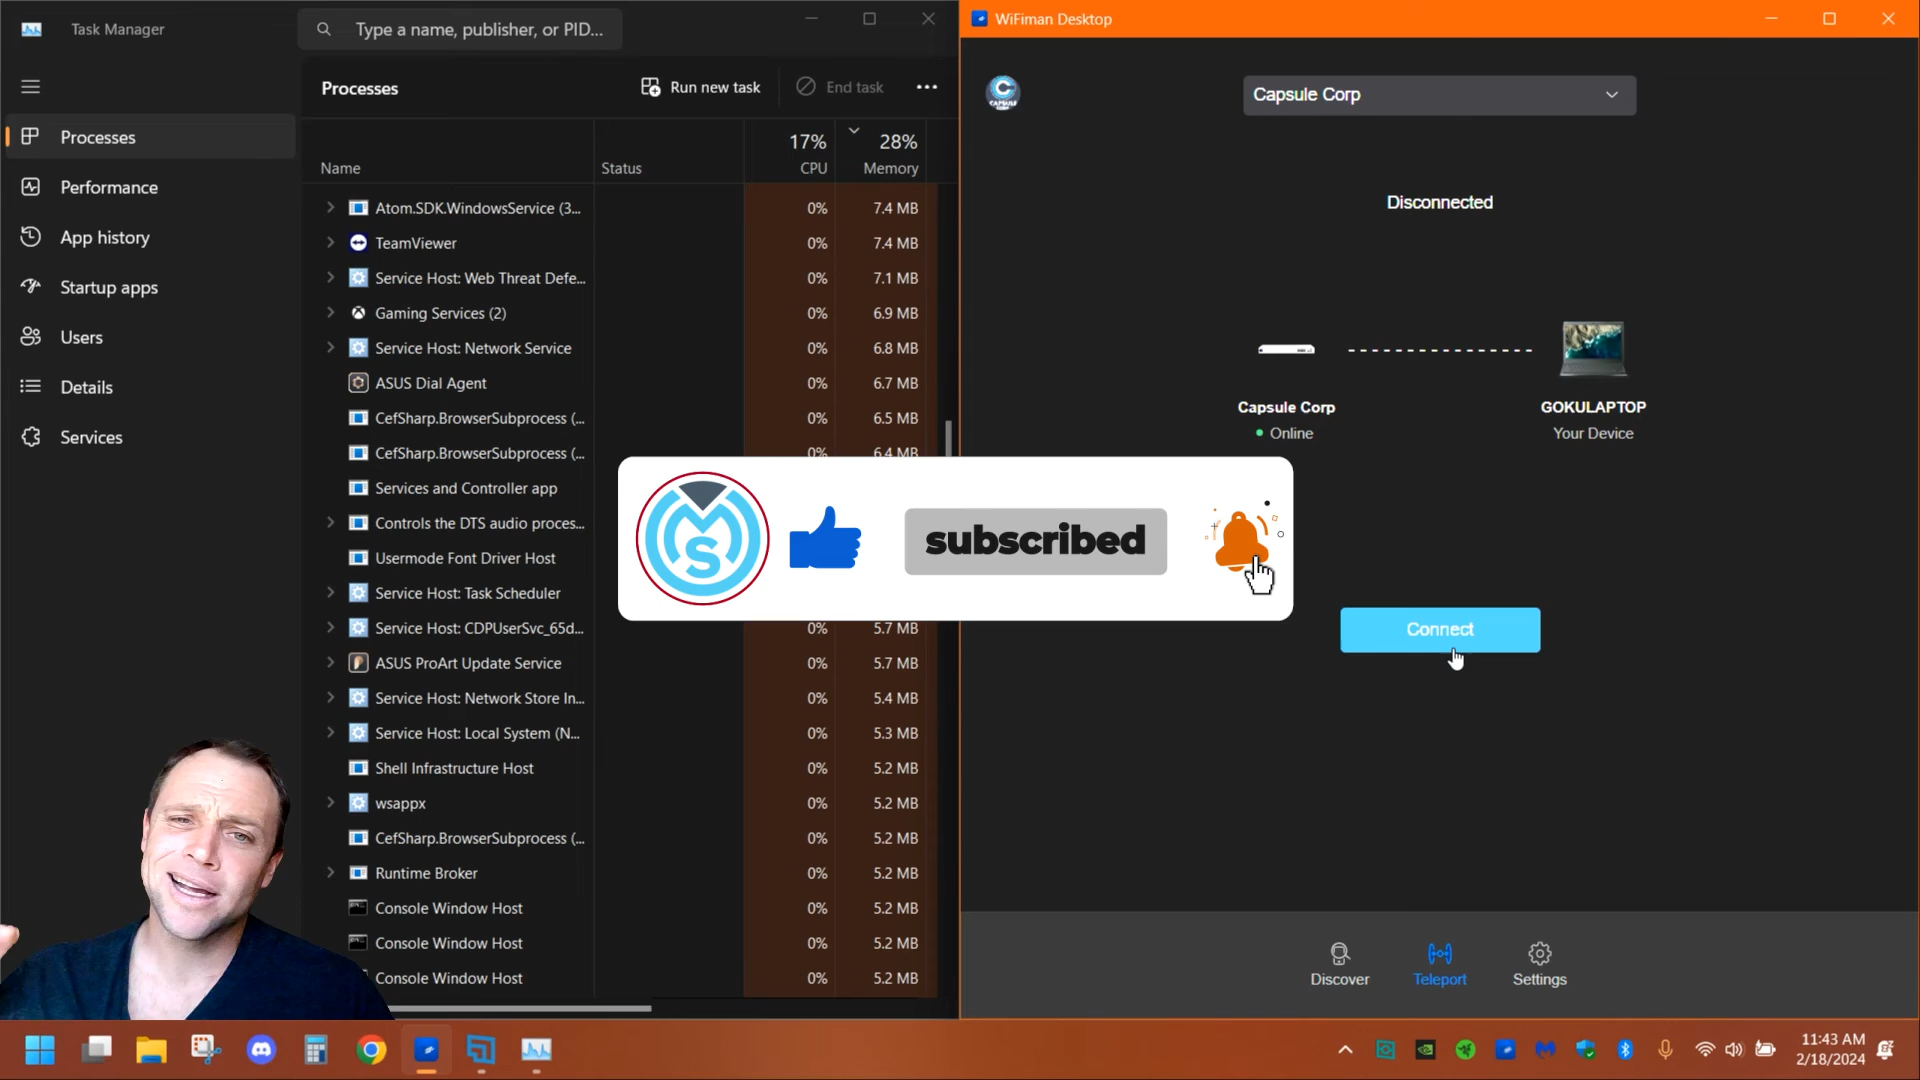 Task Manager
Type a name, publisher, or PID...
Processes
Run new task
End task
Processes
Performance
App history
Startup apps
Users
Details
Services
17%
28%
Name
Status
CPU
Memory
Atom.SDK.WindowsService (3...
0%
7.4 MB
TeamViewer
0%
7.4 MB
Service Host: Web Threat Defe...
0%
7.1 MB
Gaming Services (2)
0%
6.9 MB
Service Host: Network Service
0%
6.8 MB
ASUS Dial Agent
0%
6.7 MB
CefSharp.BrowserSubprocess (...
0%
6.5 MB
CefSharp.BrowserSubprocess (...
0%
6.4 MB
Services and Controller app
Controls the DTS audio proces...
Usermode Font Driver Host
Service Host: Task Scheduler
Service Host: CDPUserSvc_65d...
0%
5.7 MB
ASUS ProArt Update Service
0%
5.7 MB
Service Host: Network Store In...
0%
5.4 MB
Service Host: Local System (N...
0%
5.3 MB
Shell Infrastructure Host
0%
5.2 MB
wsappx
0%
5.2 MB
CefSharp.BrowserSubprocess (...
0%
5.2 MB
Runtime Broker
0%
5.2 MB
Console Window Host
0%
5.2 MB
Console Window Host
0%
5.2 MB
Console Window Host
0%
5.2 MB
WiFiman Desktop
Capsule Corp
Disconnected
Capsule Corp
Online
GOKULAPTOP
Your Device
MS
subscribed
Connect
Discover
Teleport
Settings
11:43 AM
2/18/2024